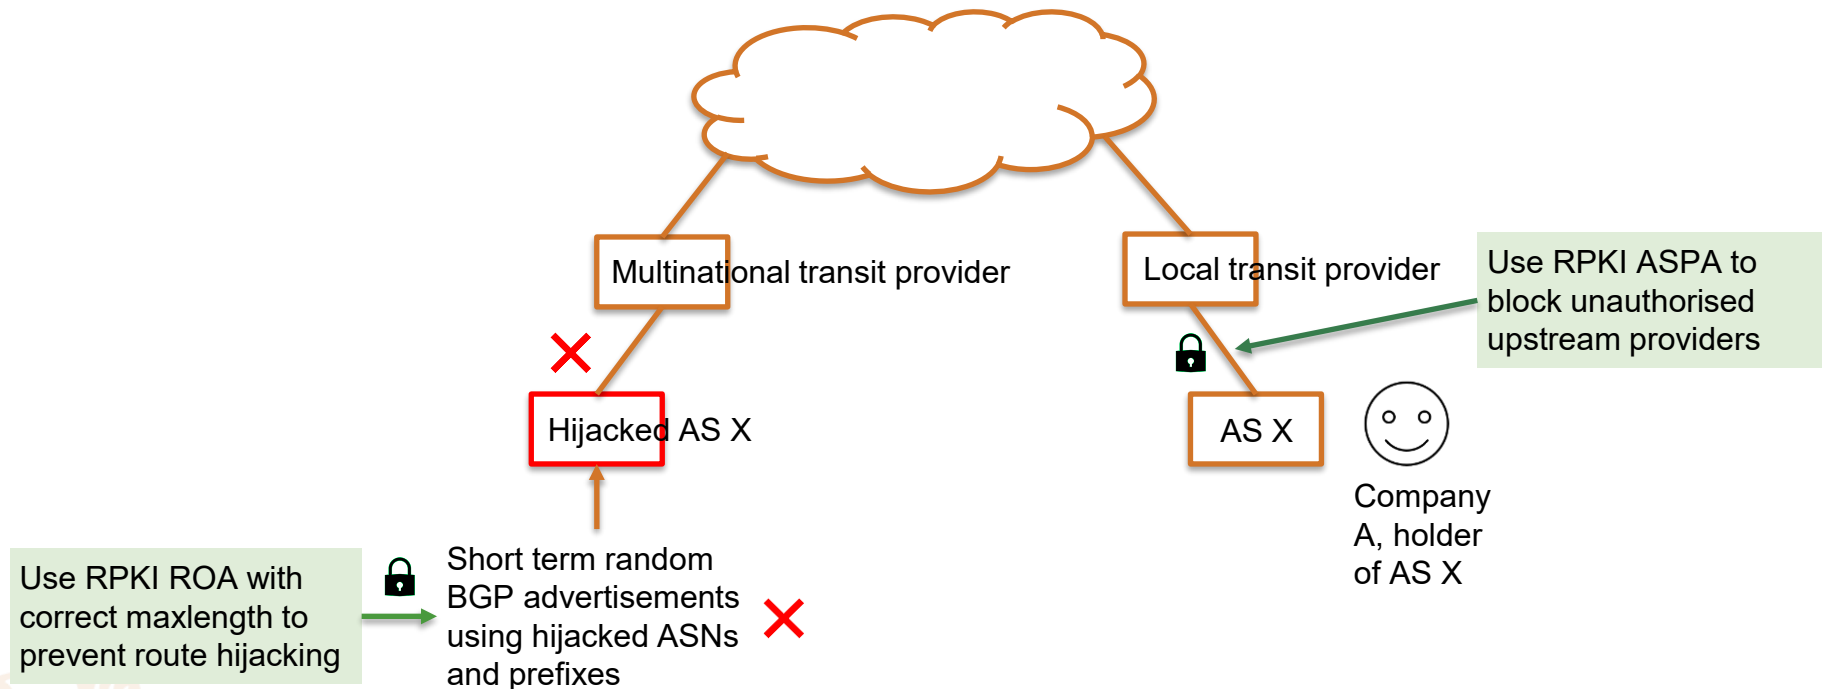 Multinational transit provider
Local transit provider
Use RPKI ASPA to
block unauthorised
upstream providers
Hijacked AS X
AS X
Company
A, holder
of AS X
Use RPKI ROA with
correct maxlength to
prevent route hijacking
Short term random
BGP advertisements
using hijacked ASNs
and prefixes